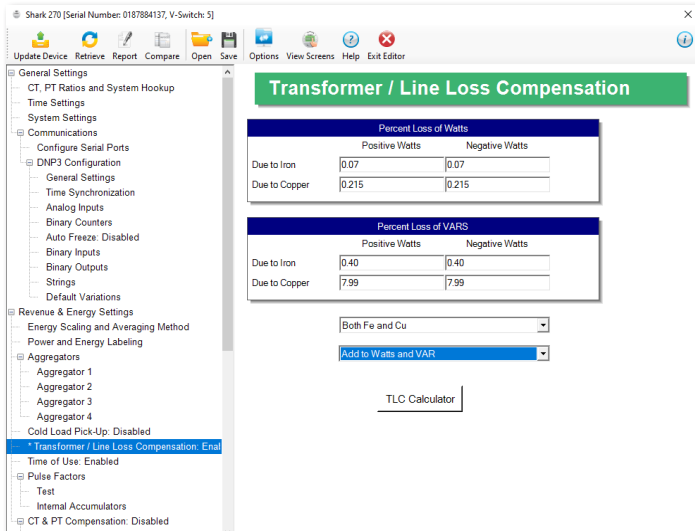 Shark 270 [Serial Number: 0187884137, V-Switch: 5]
Update Device Retrieve Report Compare Open Save Options View Screens Help Exit Editor
General Settings
CT, PT Ratios and System Hookup
Time Settings
System Settings
Communications
Configure Serial Ports
DNP3 Configuration
General Settings
Time Synchronization
Analog Inputs
Binary Counters
Auto Freeze: Disabled
Binary Inputs
Binary Outputs
Strings
Default Variations
Revenue & Energy Settings
Energy Scaling and Averaging Method
Power and Energy Labeling
Aggregators
Aggregator 1
Aggregator 2
Aggregator 3
Aggregator 4
Cold Load Pick-Up: Disabled
* Transformer / Line Loss Compensation: Enal
Time of Use: Enabled
Pulse Factors
Test
Internal Accumulators
CT & PT Compensation: Disabled
Transformer / Line Loss Compensation
Percent Loss of Watts
Positive Watts Negative Watts
Due to Iron 0.07 0.07
Due to Copper 0.215 0.215
Percent Loss of VARS
Positive Watts Negative Watts
Due to Iron 0.40 0.40
Due to Copper 7.99 7.99
Both Fe and Cu
Add to Watts and VAR
TLC Calculator